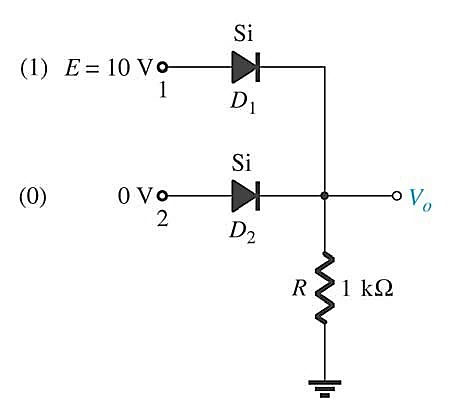 Si
(1) E = 10 V
1
D₁
Si
(0) 0 V
2
D₂
Vₒ
R 1 kΩ